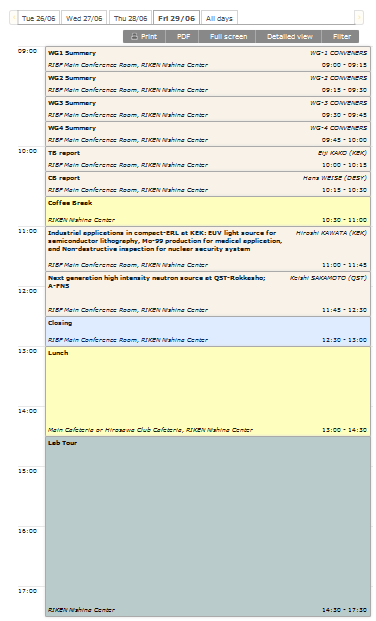 Tue 26/06 Wed 27/06 Thu 28/06 Fri 29/06 All days
Print PDF Full screen Detailed view Filter
09:00
WG1 Summary WG-1 CONVENERS
RIBF Main Conference Room, RIKEN Nishina Center 09:00 - 09:15
WG2 Summary WG-2 CONVENERS
RIBF Main Conference Room, RIKEN Nishina Center 09:15 - 09:30
WG3 Summary WG-3 CONVENERS
RIBF Main Conference Room, RIKEN Nishina Center 09:30 - 09:45
WG4 Summary WG-4 CONVENERS
RIBF Main Conference Room, RIKEN Nishina Center 09:45 - 10:00
10:00
TB report Eiji KAKO (KEK)
RIBF Main Conference Room, RIKEN Nishina Center 10:00 - 10:15
CB report Hans WEISE (DESY)
RIBF Main Conference Room, RIKEN Nishina Center 10:15 - 10:30
Coffee Break
RIKEN Nishina Center 10:30 - 11:00
11:00
Industrial applications in compact-ERL at KEK: EUV light source for Hiroshi KAWATA (KEK)
semiconductor lithography, Mo-99 production for medical application,
and Non-destructive inspection for nuclear security system
RIBF Main Conference Room, RIKEN Nishina Center 11:00 - 11:45
Next generation high intensity neutron source at QST-Rokkasho; Keishi SAKAMOTO (QST)
A-FNS
12:00
RIBF Main Conference Room, RIKEN Nishina Center 11:45 - 12:30
Closing
RIBF Main Conference Room, RIKEN Nishina Center 12:30 - 13:00
13:00
Lunch
14:00
Main Cafeteria or Hirosawa Club Cafeteria, RIKEN Nishina Center 13:00 - 14:30
Lab Tour
15:00
16:00
17:00
RIKEN Nishina Center 14:30 - 17:30